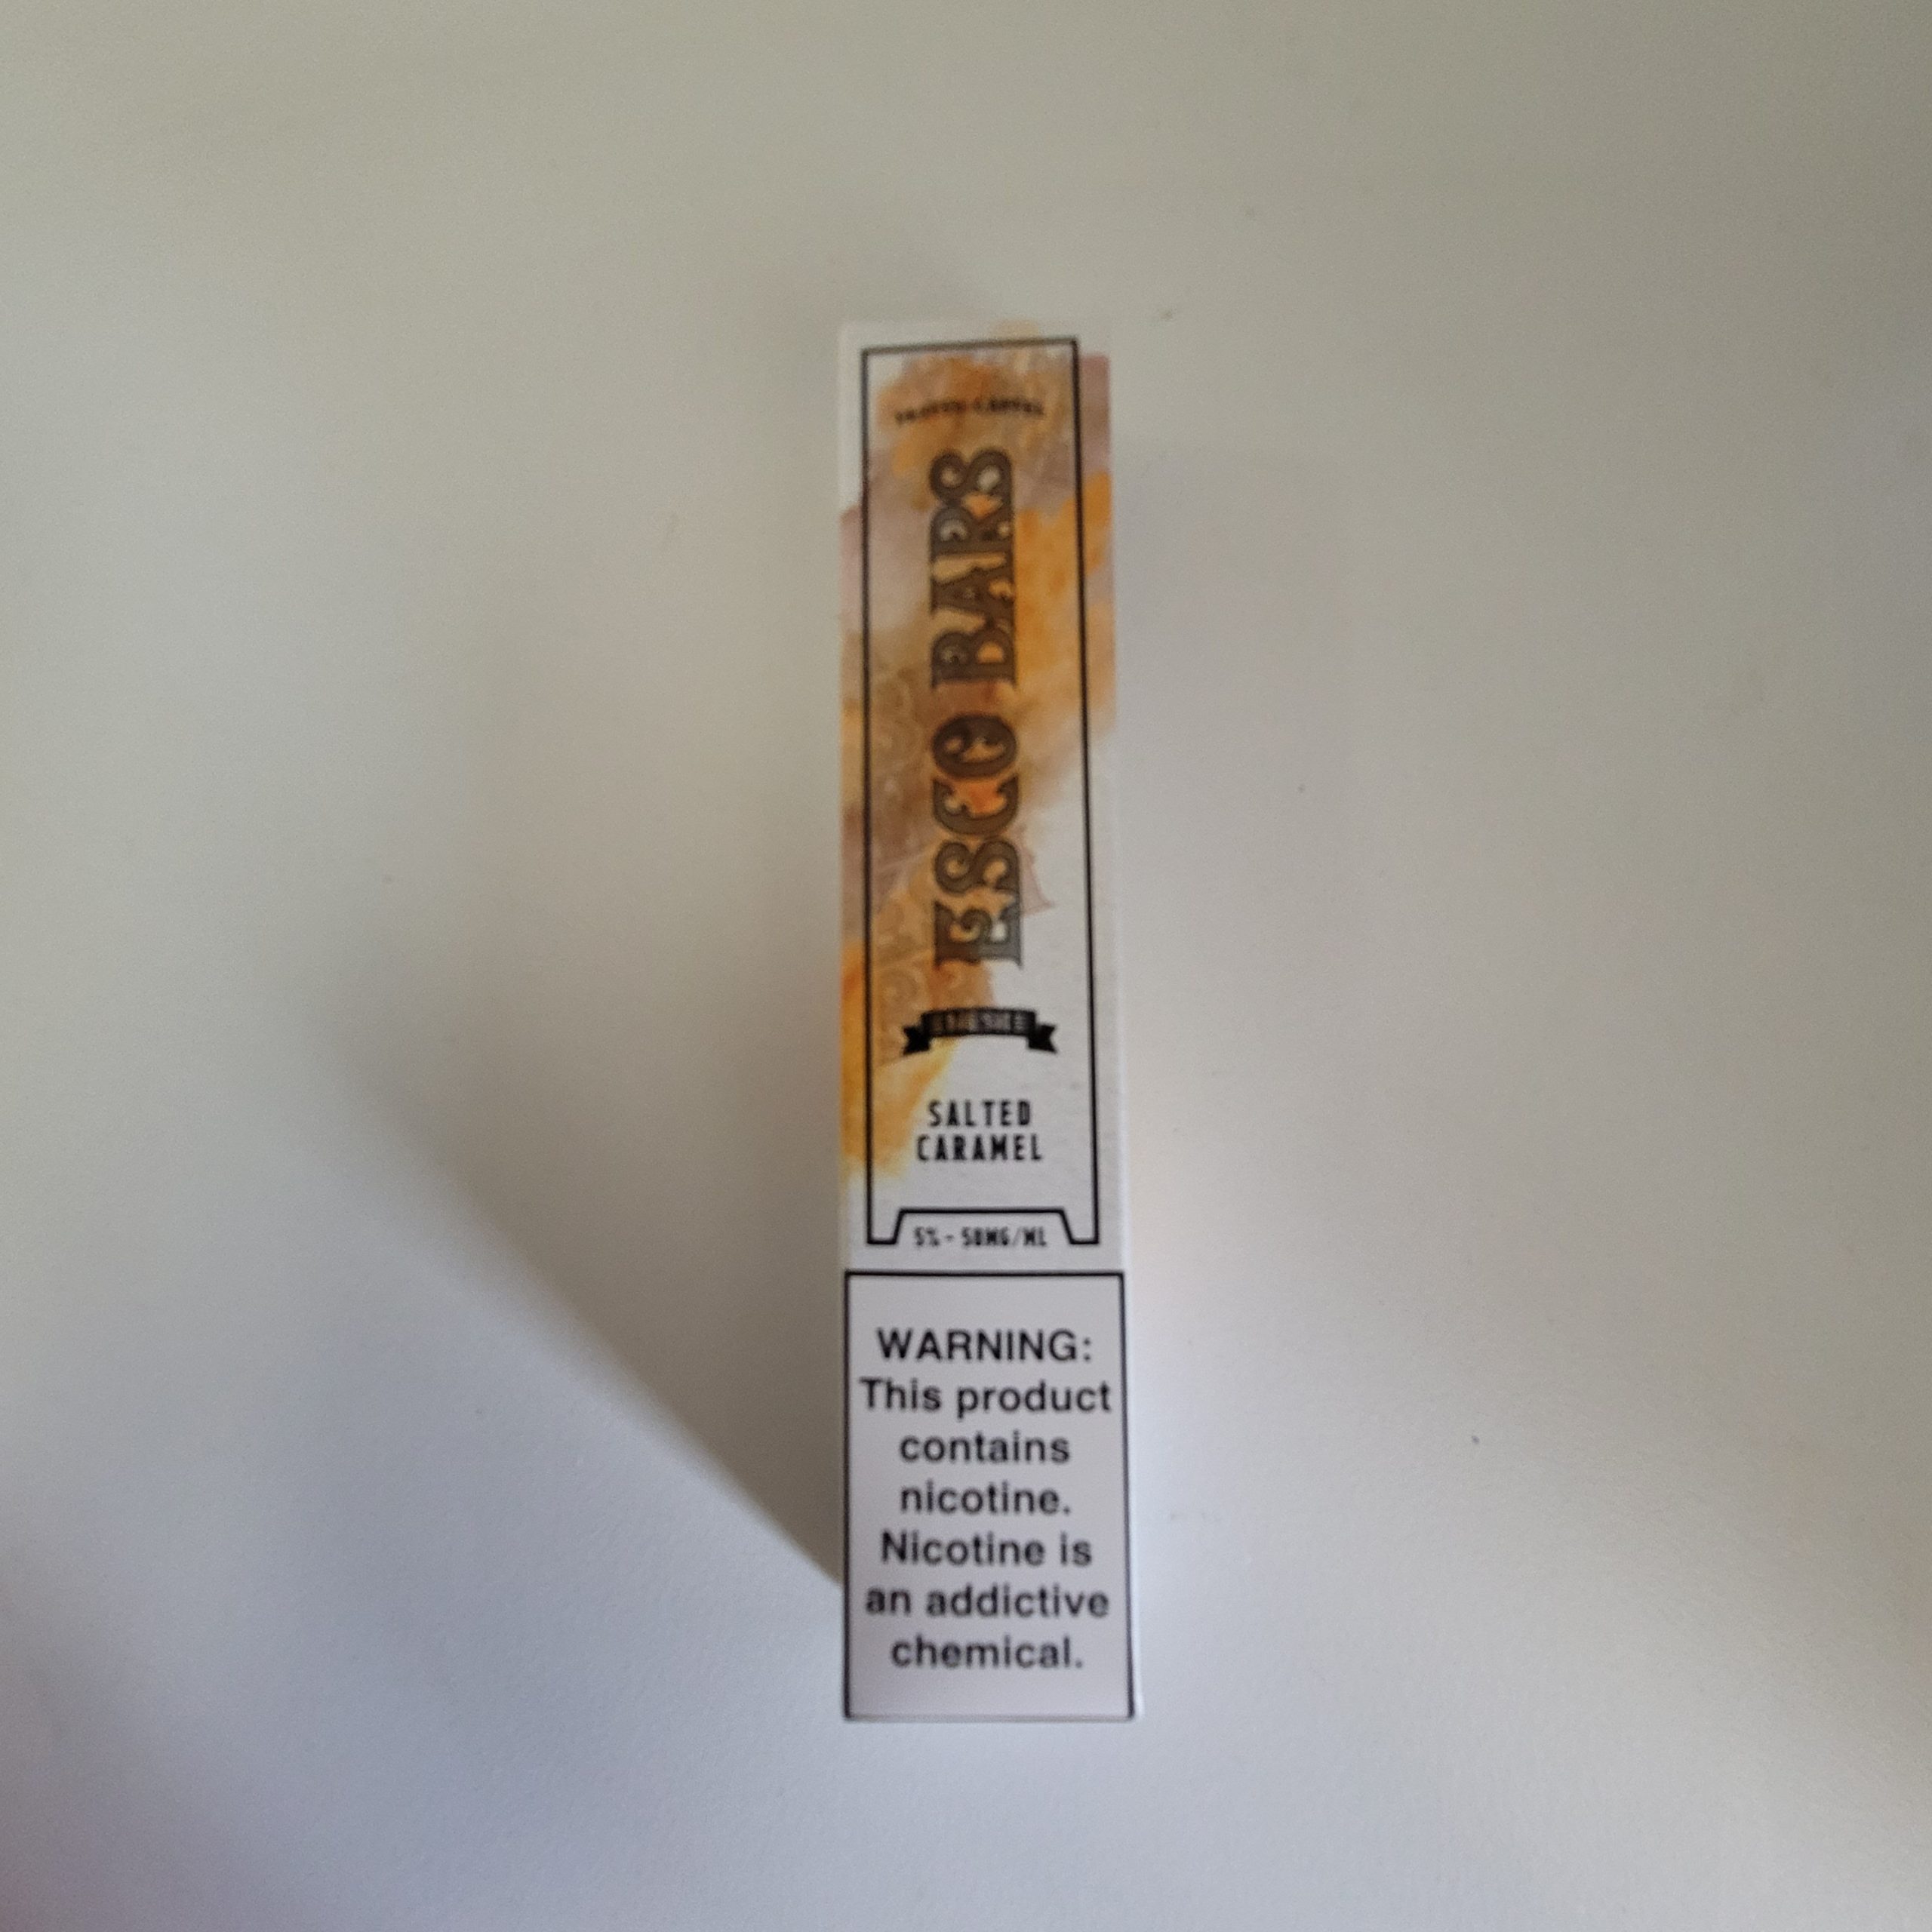 ESCO BARS
SALTED
CARAMEL
5% - 50MG/ML
WARNING:
This product
contains
nicotine.
Nicotine is
an addictive
chemical.